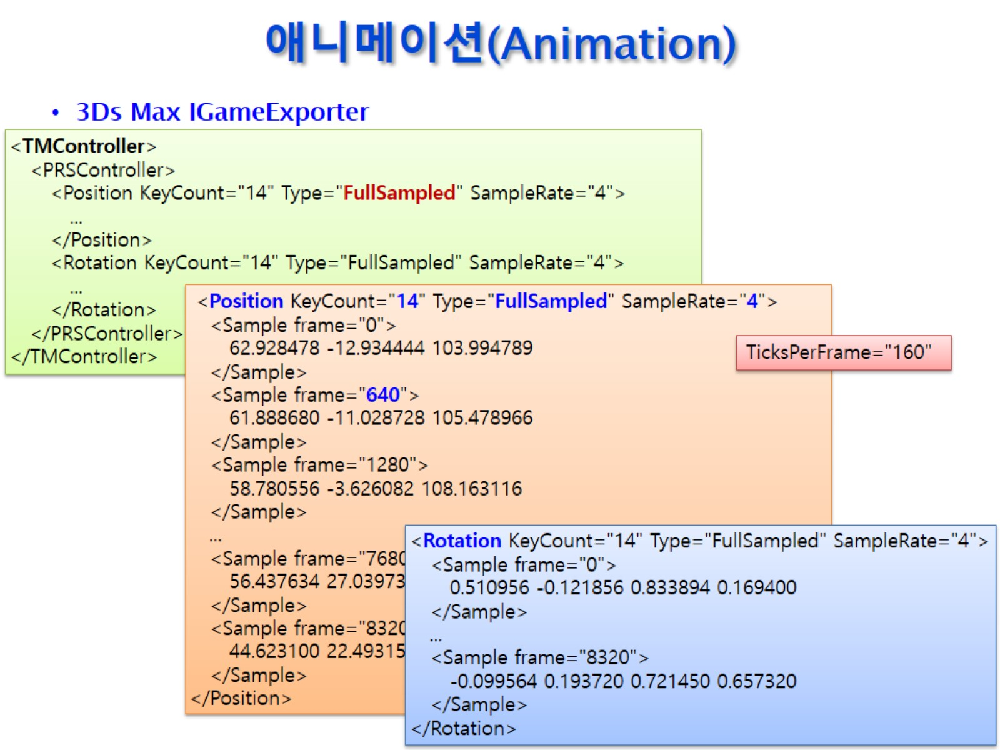 애니메이션(Animation)
• 3Ds Max IGameExporter
<TMController>
<PRSController>
<Position KeyCount="14" Type="FullSampled" SampleRate="4">
...
</Position>
<Rotation KeyCount="14" Type="FullSampled" SampleRate="4">
...
</Rotation>
</PRSController>
</TMController>
<Position KeyCount="14" Type="FullSampled" SampleRate="4">
<Sample frame="0">
62.928478 -12.934444 103.994789
</Sample>
<Sample frame="640">
61.888680 -11.028728 105.478966
</Sample>
<Sample frame="1280">
58.780556 -3.626082 108.163116
</Sample>
...
<Sample frame="7680
56.437634 27.03973
</Sample>
<Sample frame="8320
44.623100 22.49315
</Sample>
</Position>
TicksPerFrame="160"
<Rotation KeyCount="14" Type="FullSampled" SampleRate="4">
<Sample frame="0">
0.510956 -0.121856 0.833894 0.169400
</Sample>
...
<Sample frame="8320">
-0.099564 0.193720 0.721450 0.657320
</Sample>
</Rotation>